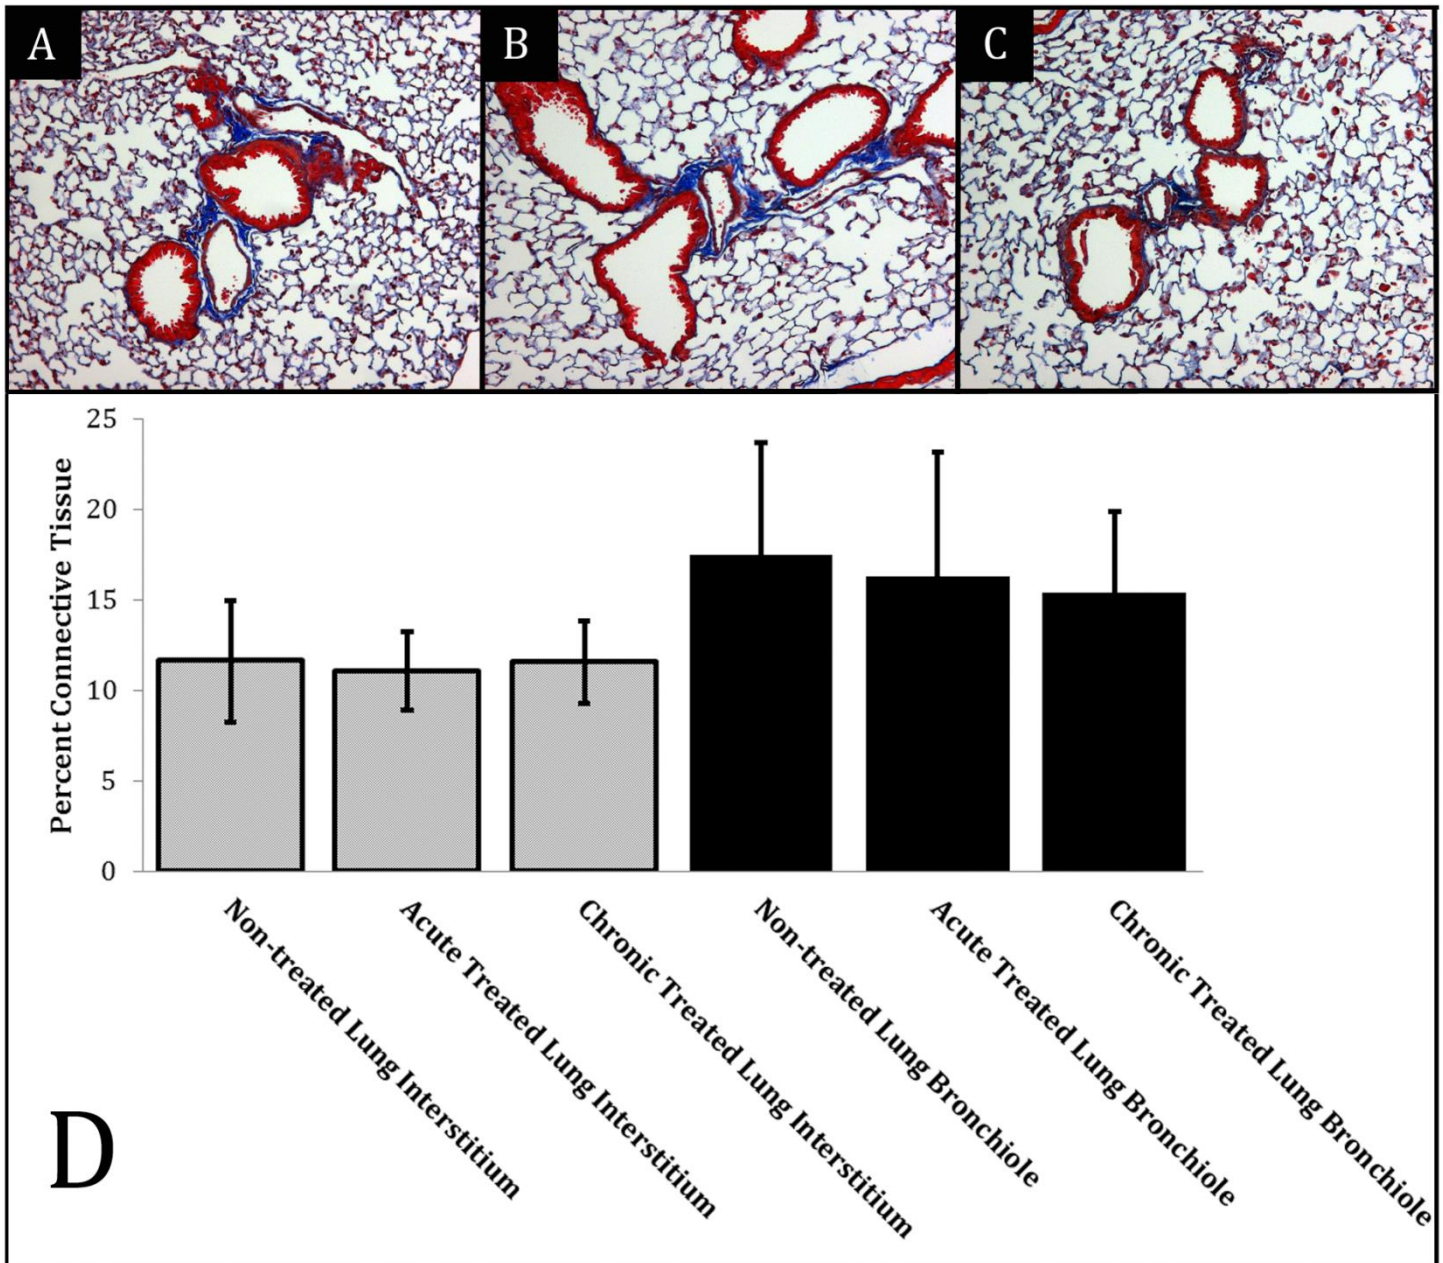 A
B
C
25
20
15
10
5
0
Percent Connective Tissue
Non-treated Lung Interstitium
Acute Treated Lung Interstitium
Chronic Treated Lung Interstitium
Non-treated Lung Bronchiole
Acute Treated Lung Bronchiole
Chronic Treated Lung Bronchiole
D